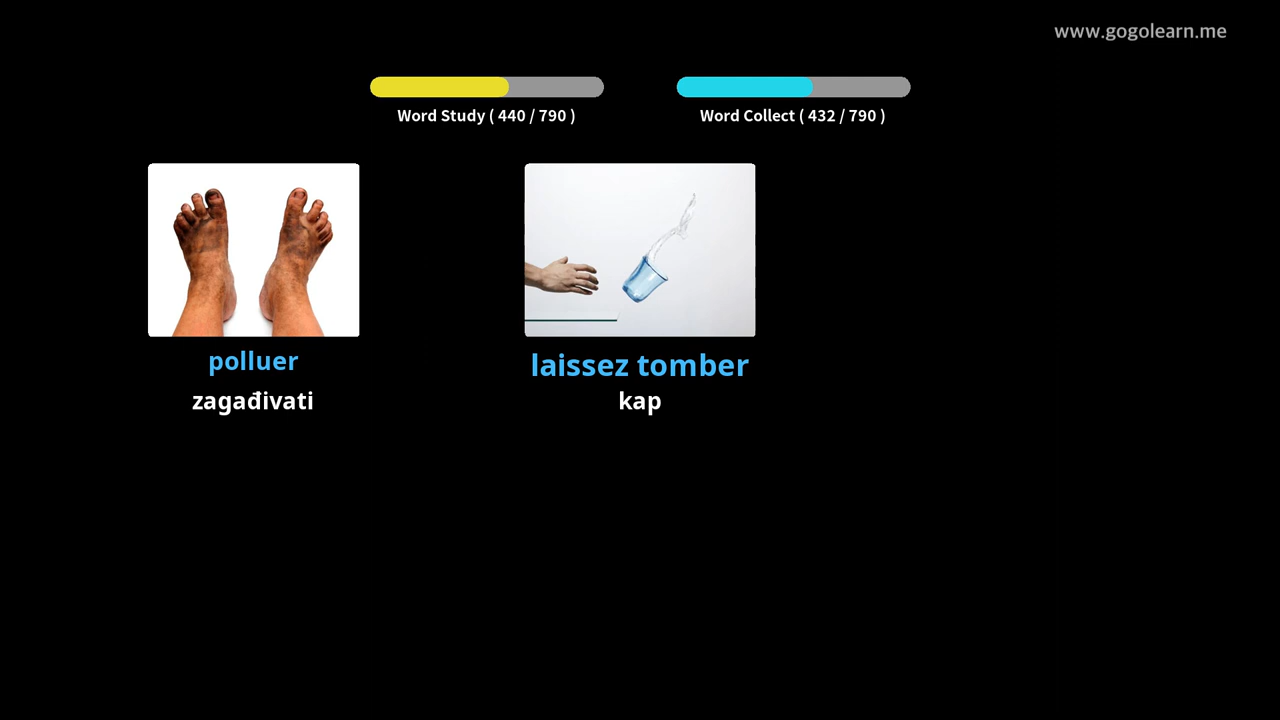 www.gogolearn.me
Word Study ( 440 / 790 )
Word Collect ( 432 / 790 )
polluer
zagađivati
laissez tomber
kap